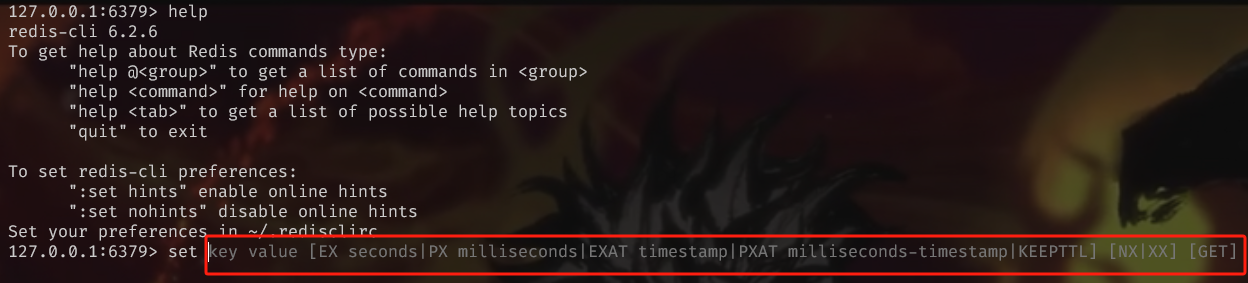 127.0.0.1:6379> help
redis-cli 6.2.6
To get help about Redis commands type:
      "help @<group>" to get a list of commands in <group>
      "help <command>" for help on <command>
      "help <tab>" to get a list of possible help topics
      "quit" to exit

To set redis-cli preferences:
      ":set hints" enable online hints
      ":set nohints" disable online hints
Set your preferences in ~/.redisclirc
127.0.0.1:6379> set key value [EX seconds|PX milliseconds|EXAT timestamp|PXAT milliseconds-timestamp|KEEPTTL] [NX|XX] [GET]